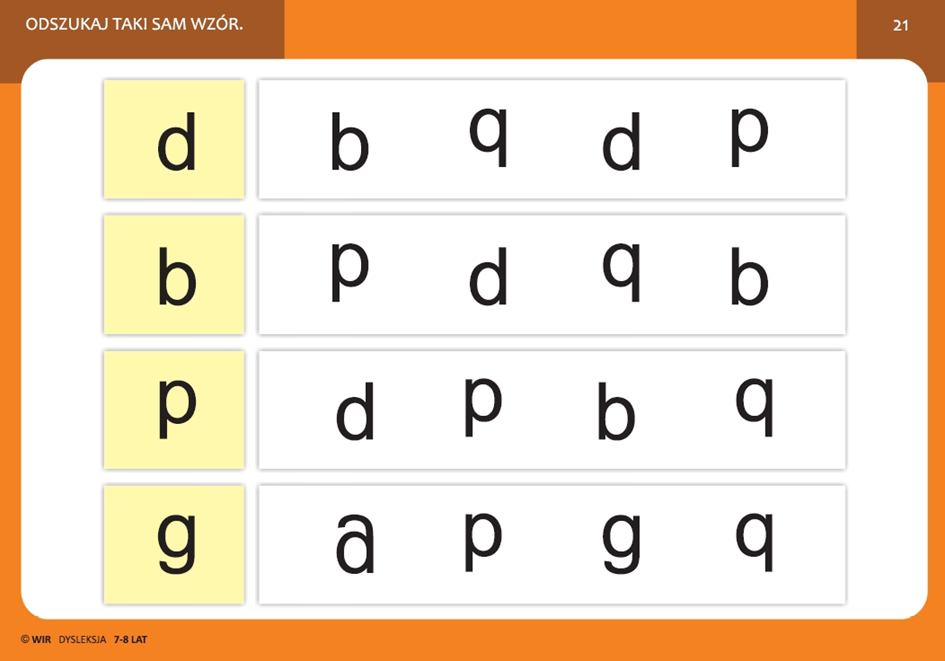 ODSZUKAJ TAKI SAM WZÓR.
21
d b q d p
b p d q b
p d p b q
g a p g q
© WIR DYSLEKSJA 7-8 LAT